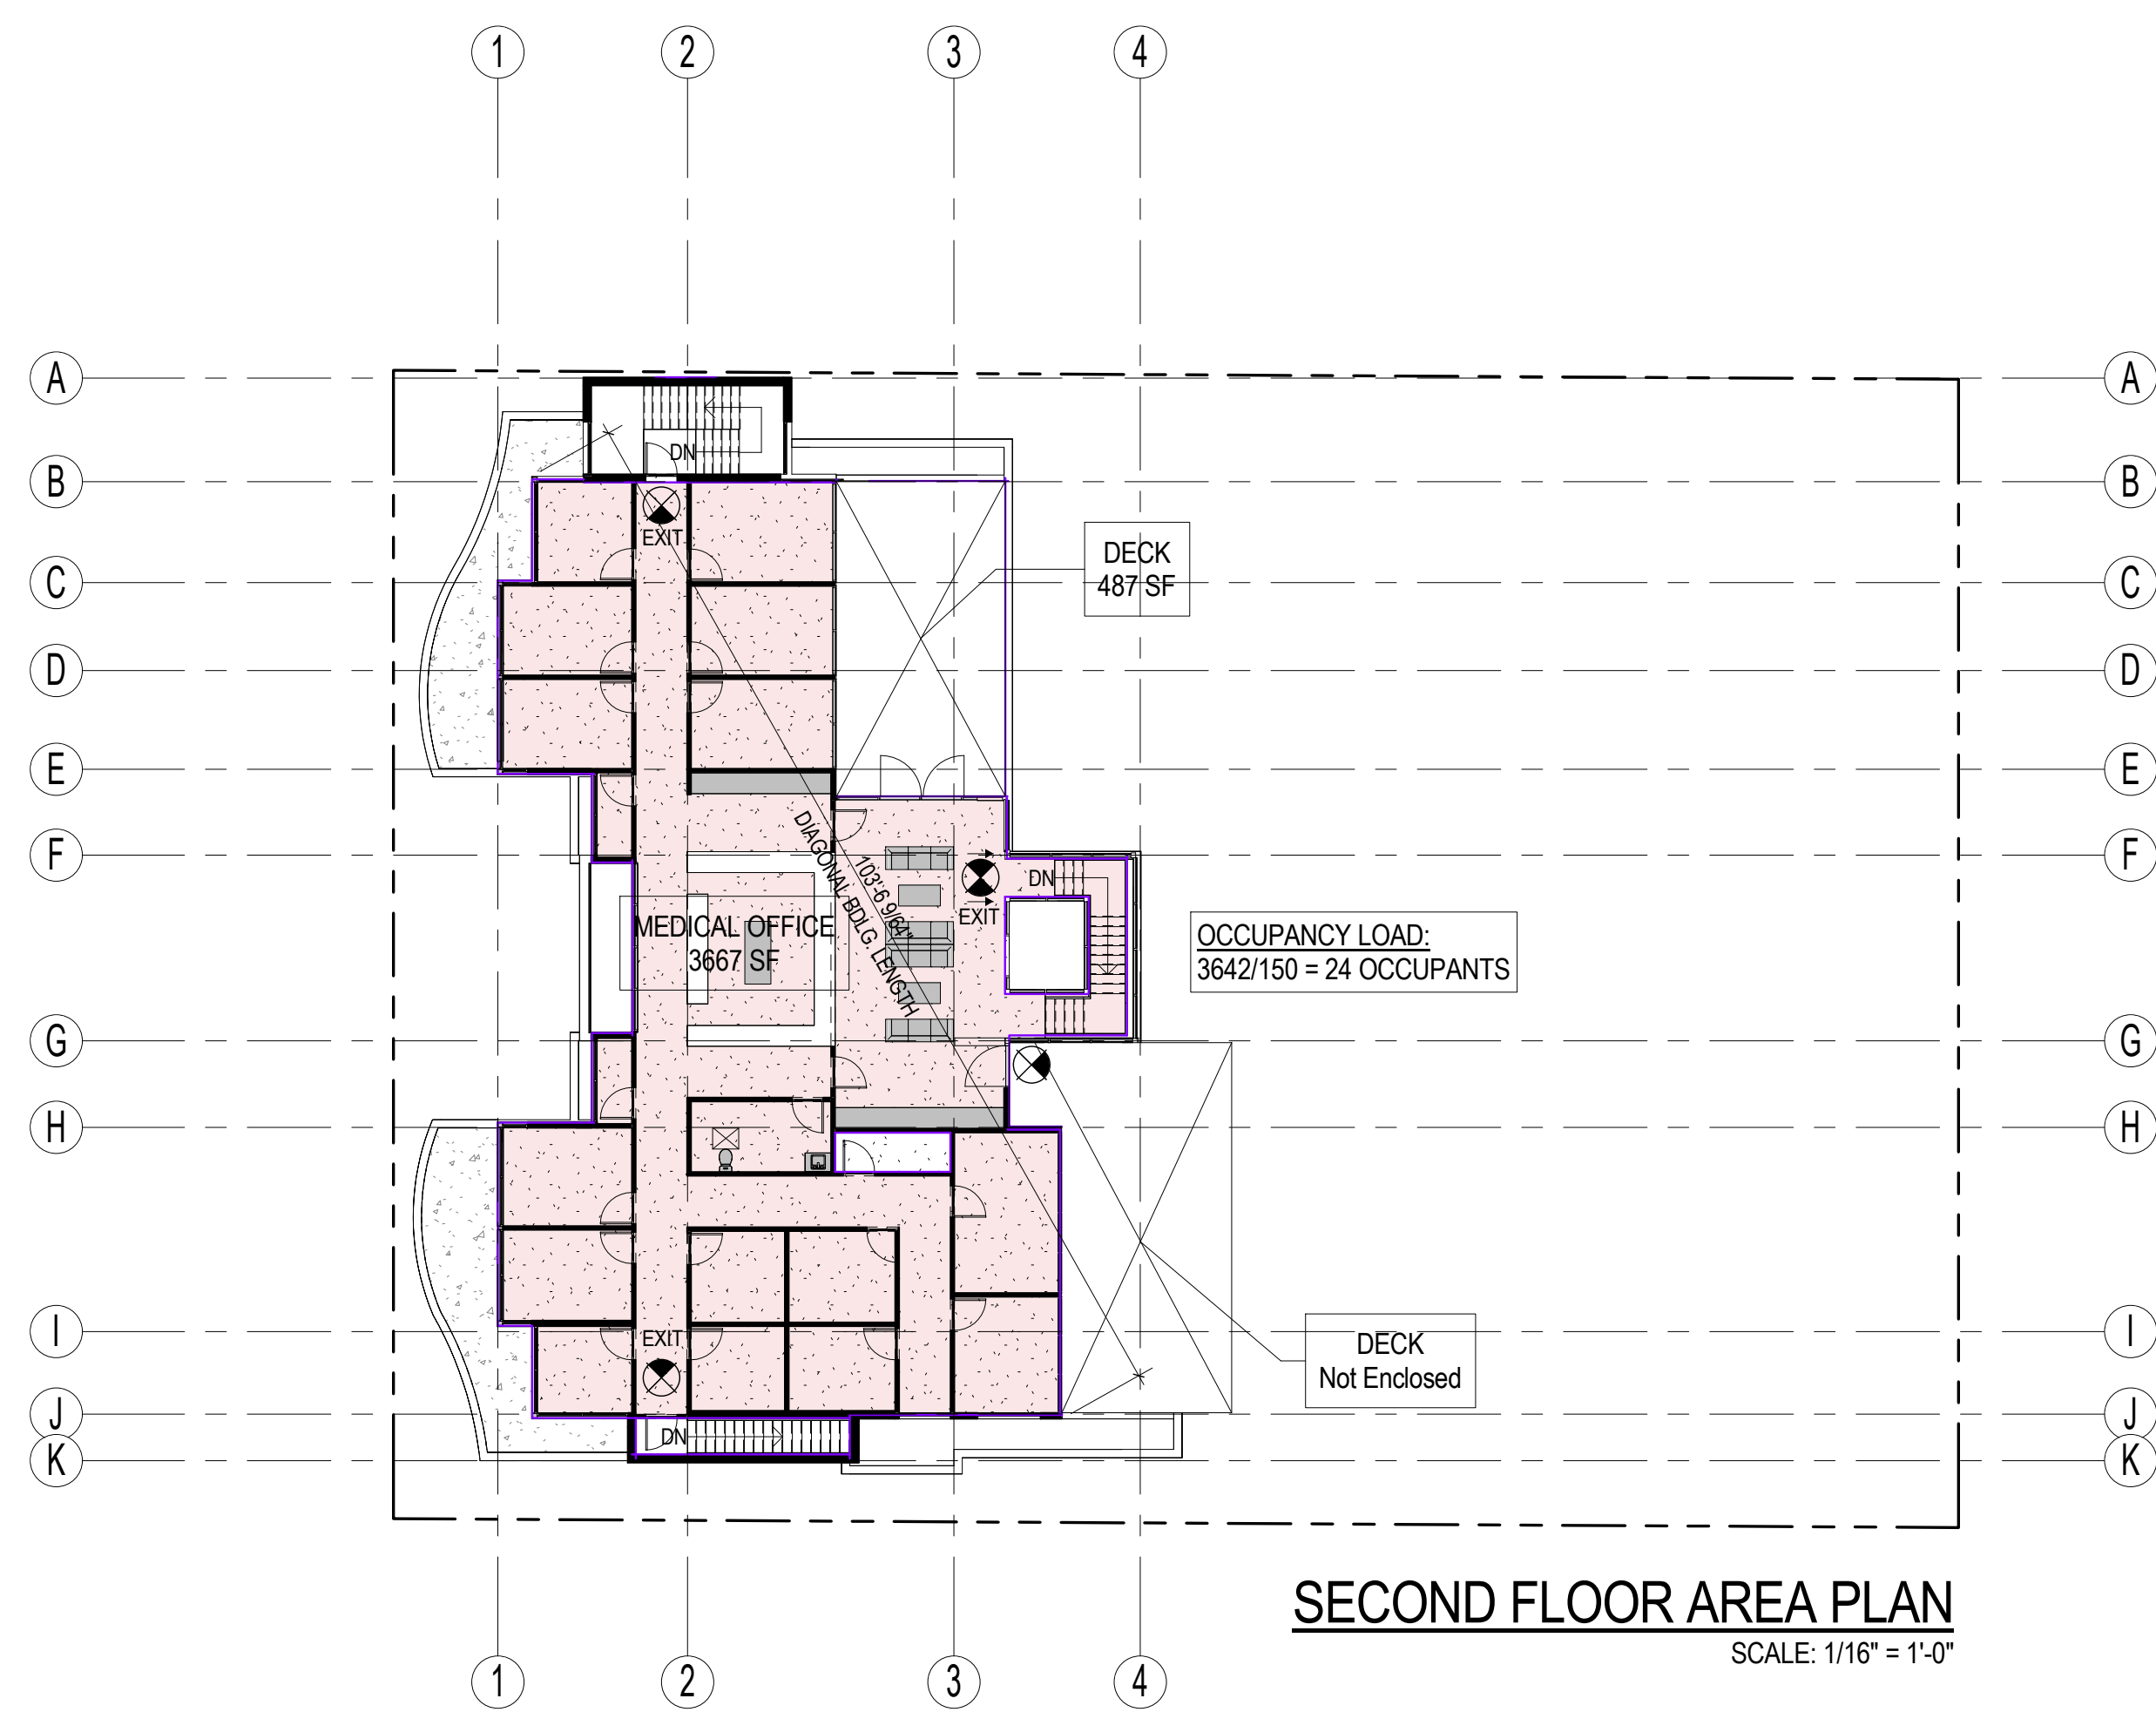 1
2
3
4
A
A
DN
B
B
EXIT
DECK
487 SF
C
C
D
D
E
E
F
F
DIAGONAL BDLG. LENGTH
103'-6 9/64"
DN
EXIT
MEDICAL OFFICE
3667 SF
OCCUPANCY LOAD:
3642/150 = 24 OCCUPANTS
G
G
H
H
I
I
EXIT
DECK
Not Enclosed
J
J
DN
K
K
SECOND FLOOR AREA PLAN
SCALE: 1/16" = 1'-0"
1
2
3
4